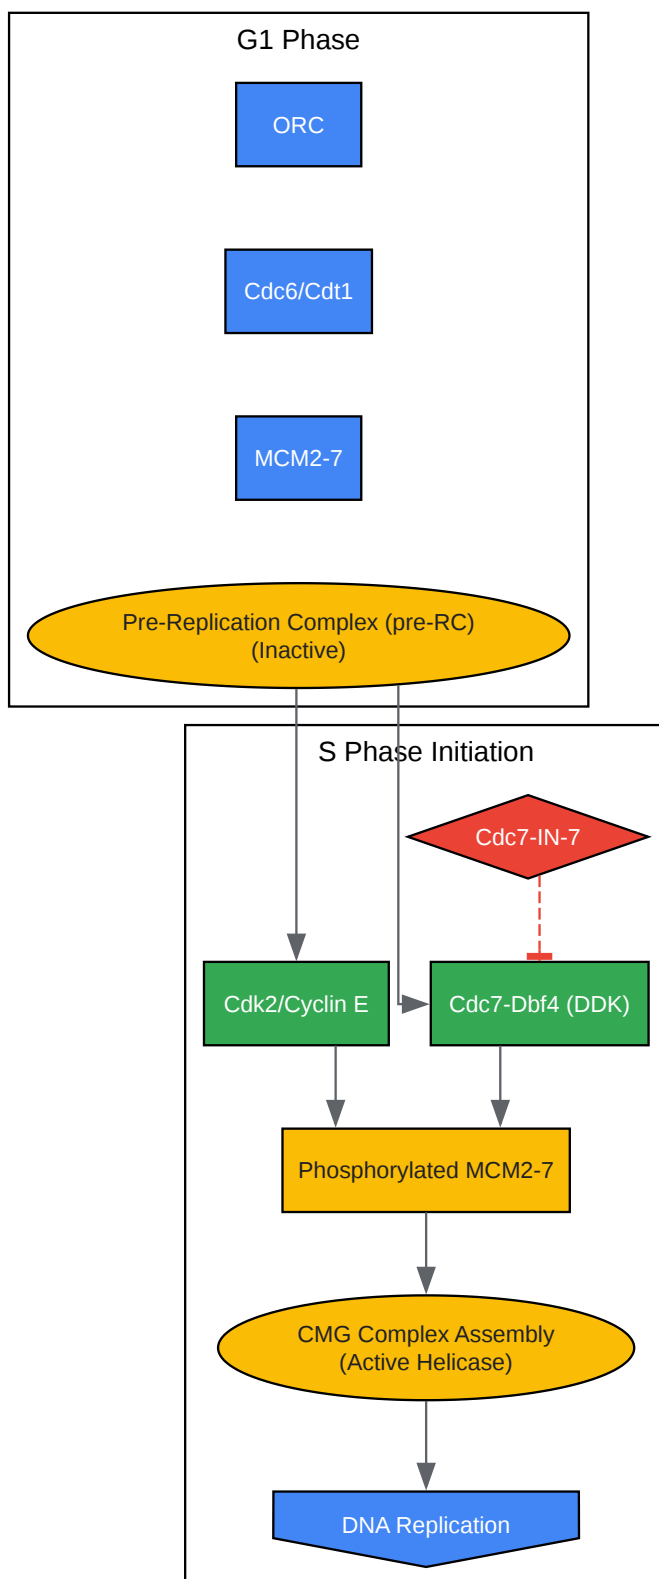 G1 Phase
ORC
Cdc6/Cdt1
MCM2-7
Pre-Replication Complex (pre-RC)
(Inactive)
S Phase Initiation
Cdc7-IN-7
Cdk2/Cyclin E
Cdc7-Dbf4 (DDK)
Phosphorylated MCM2-7
CMG Complex Assembly
(Active Helicase)
DNA Replication